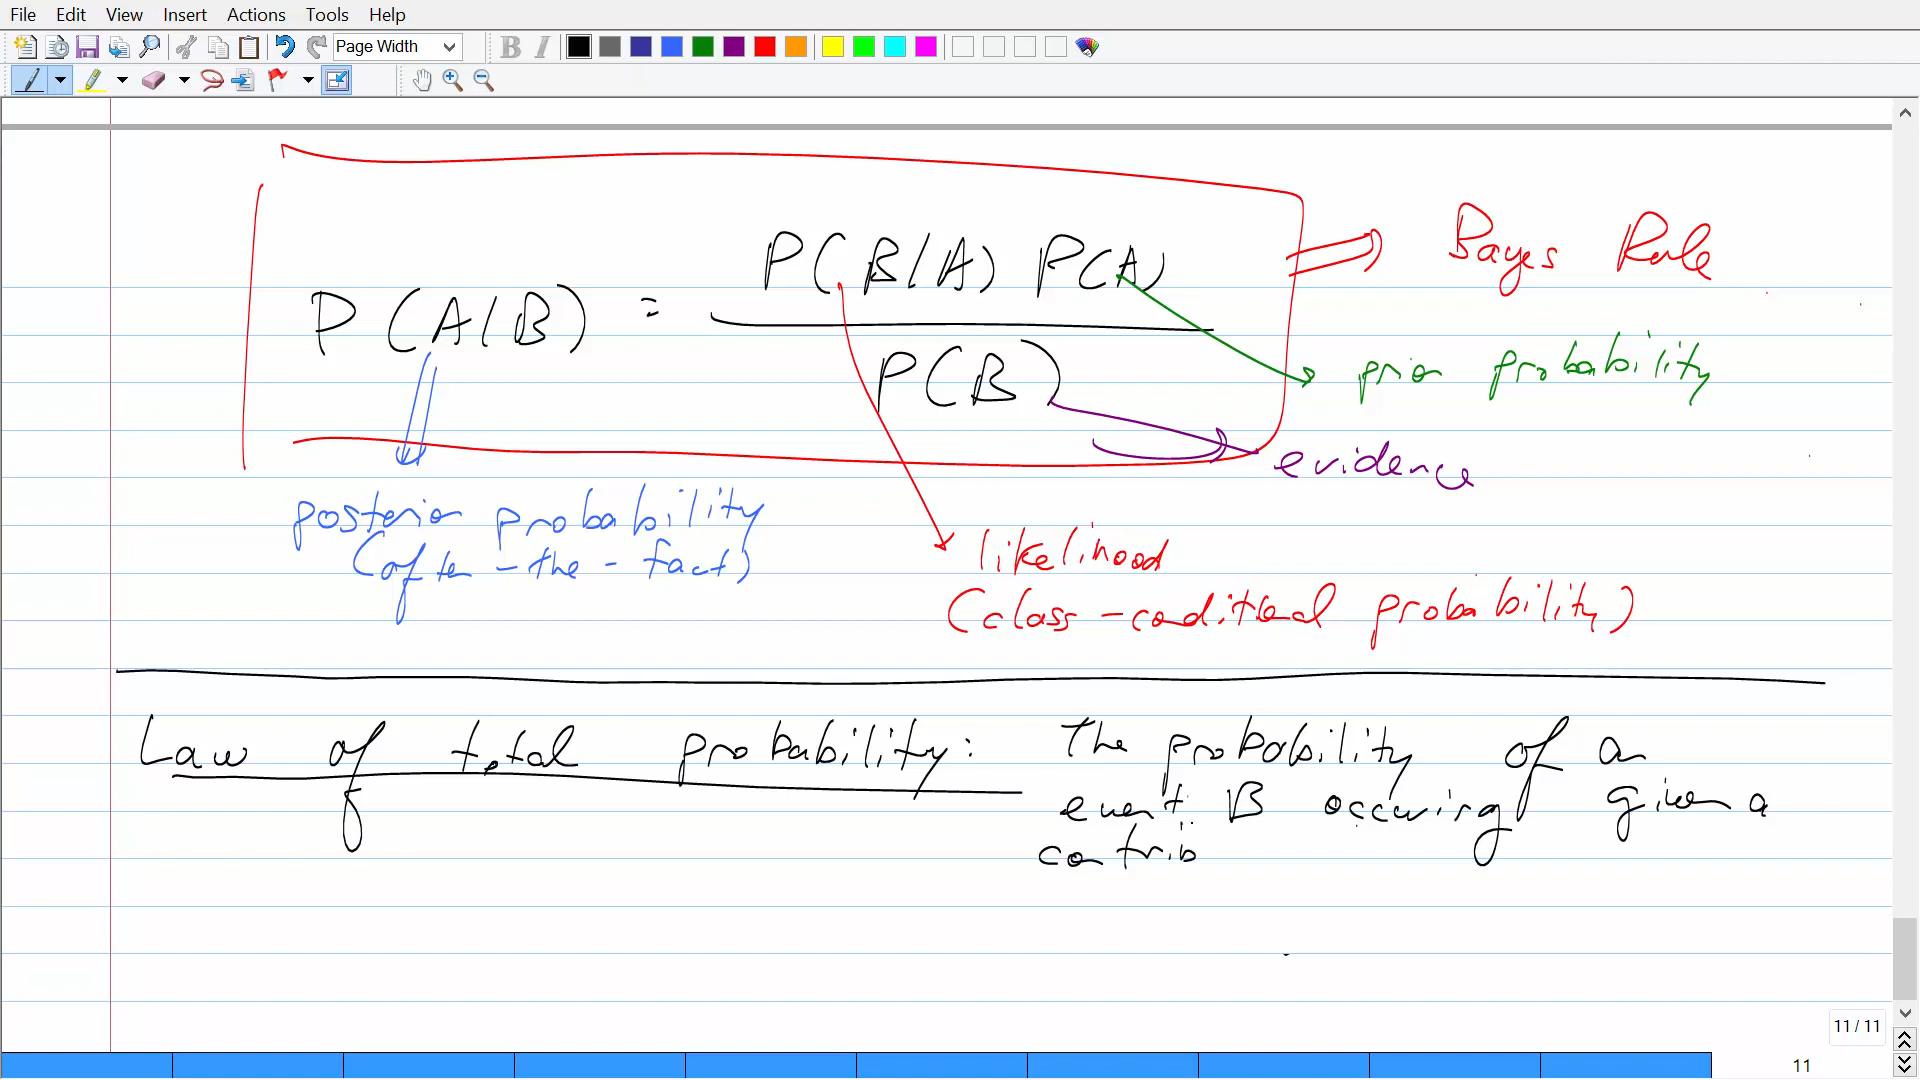 File Edit View Insert Actions Tools Help
Page Width
B I
P(B/A) P(A)
P(A/B) =
P(B)
⇒ Bayes Rule
prior probability
evidence
posterior probability
(after-the-fact)
likelihood
(class-conditional probability)
Law of total probability: The probability of an
event B occuring given a
contrib
11 / 11
11